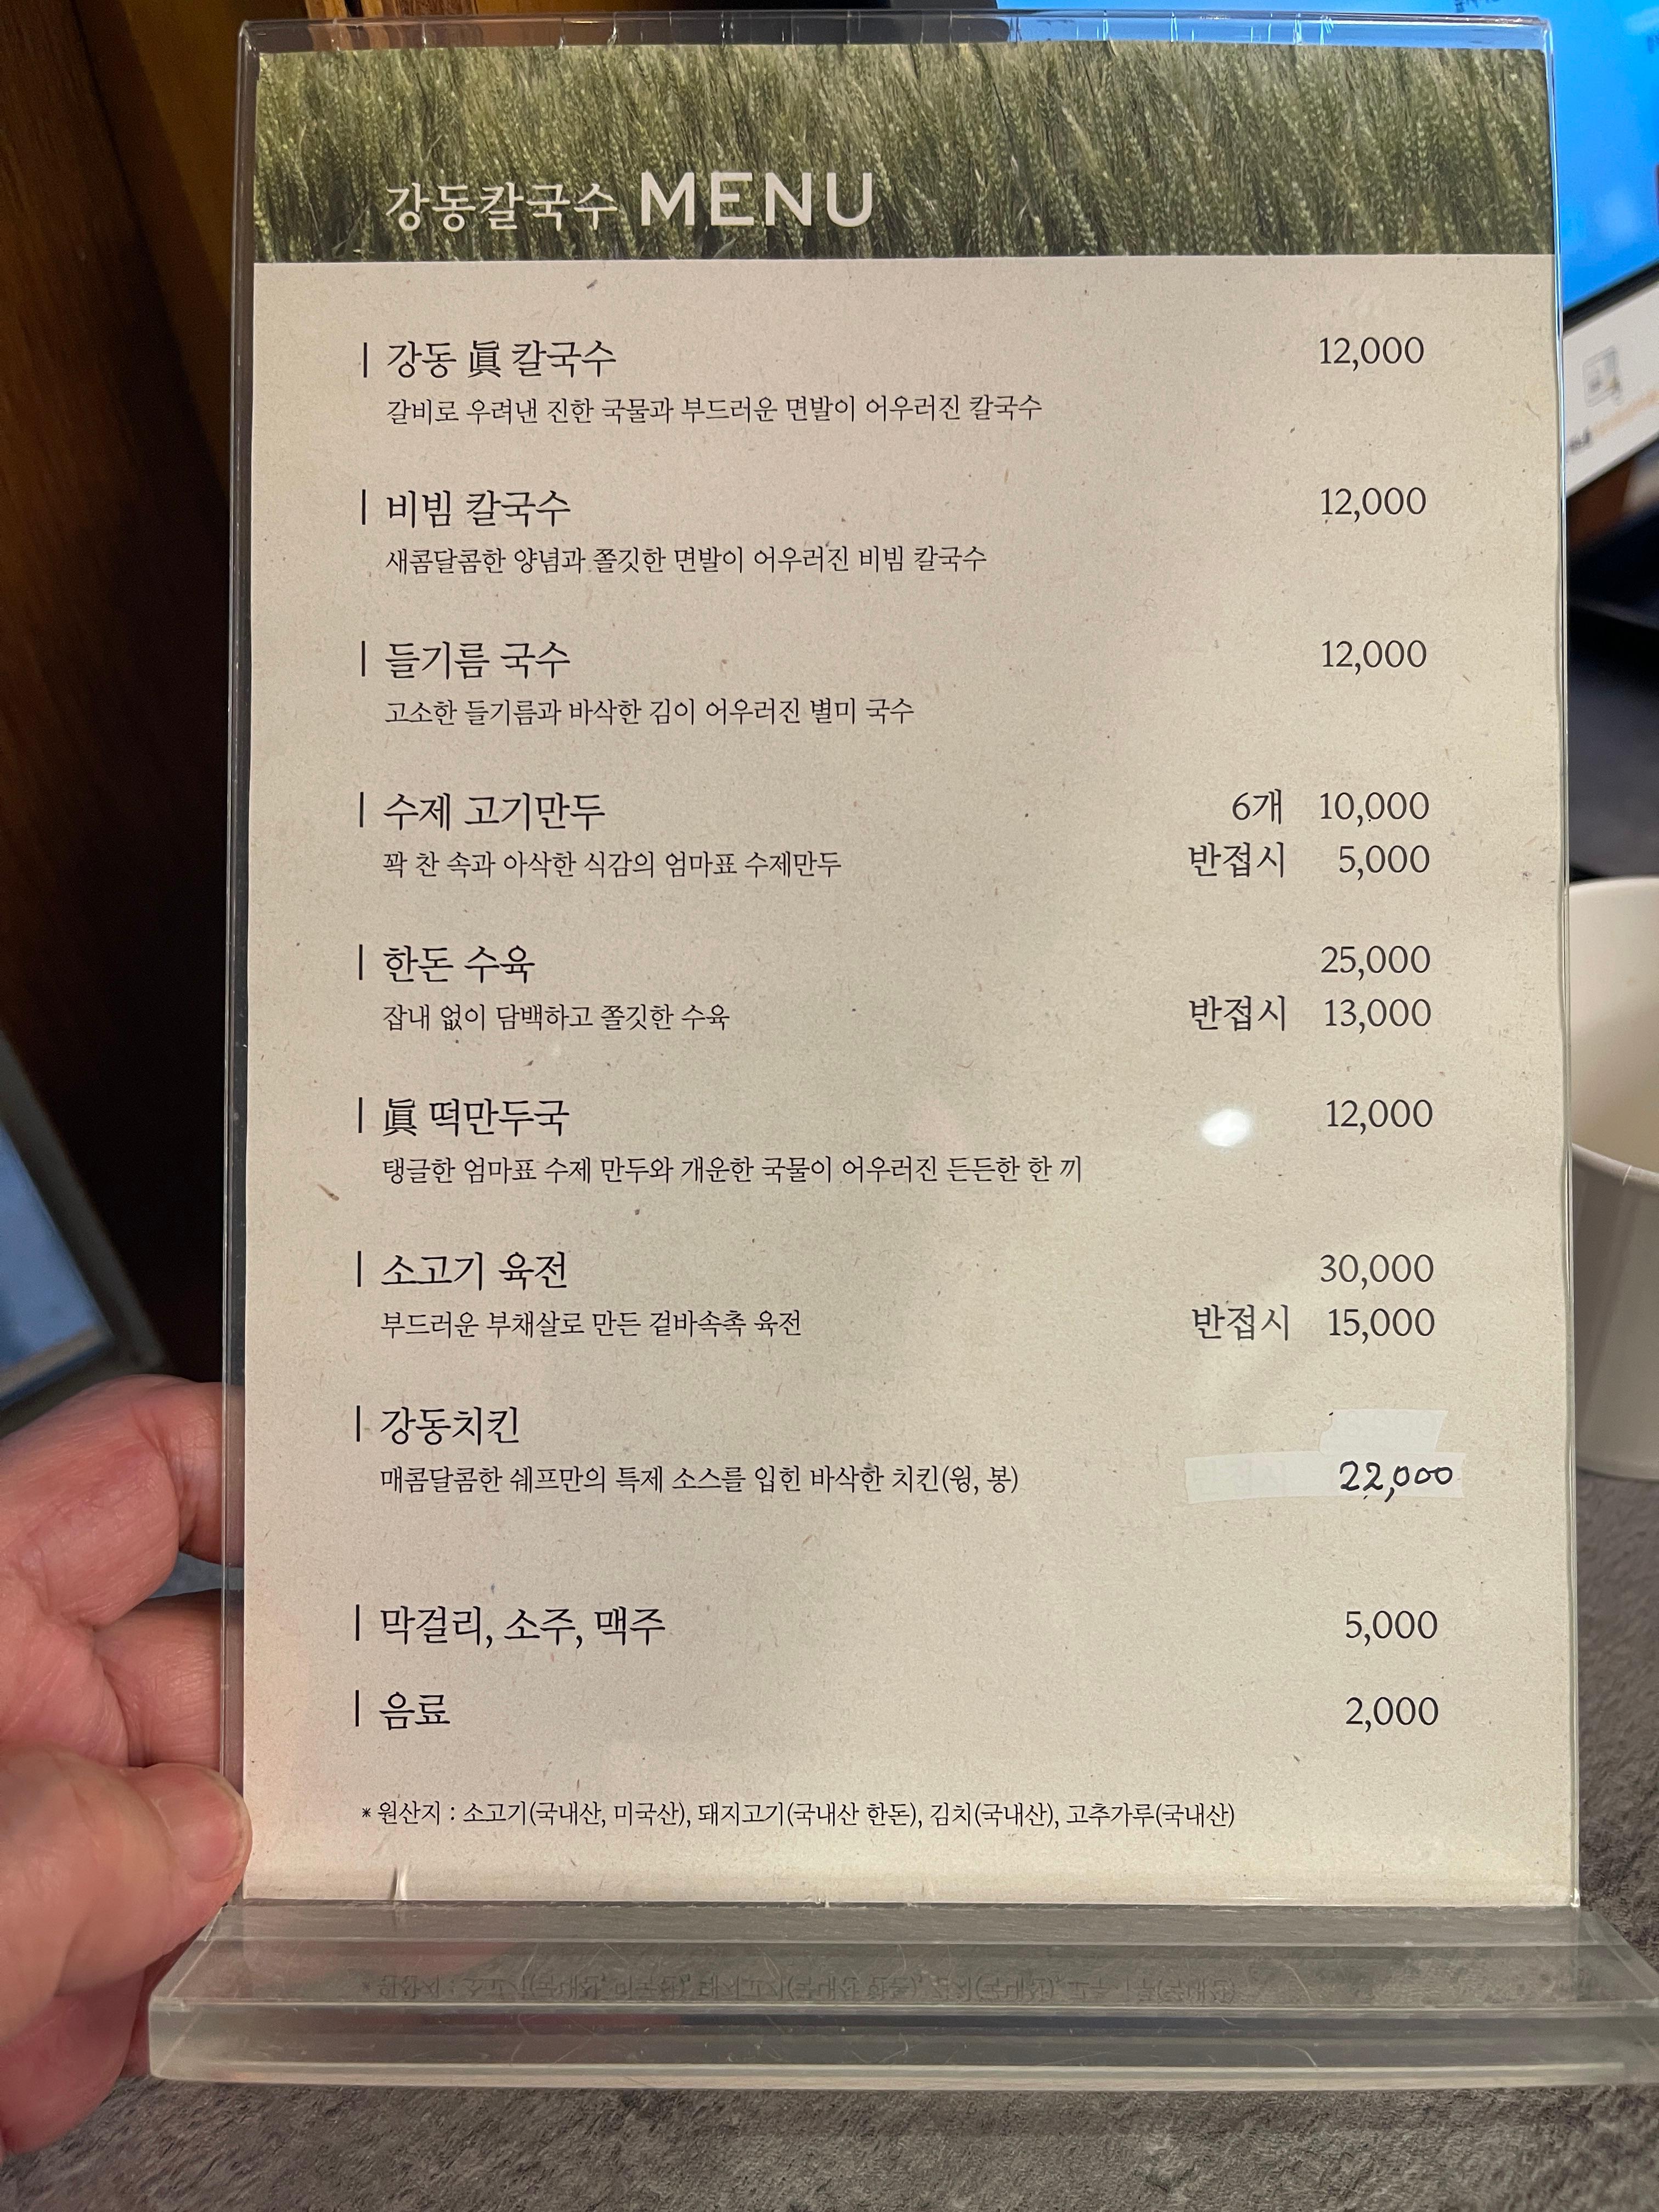 강동칼국수 MENU
| 강동 眞 칼국수 12,000
갈비로 우려낸 진한 국물과 부드러운 면발이 어우러진 칼국수
| 비빔 칼국수 12,000
새콤달콤한 양념과 쫄깃한 면발이 어우러진 비빔 칼국수
| 들기름 국수 12,000
고소한 들기름과 바삭한 김이 어우러진 별미 국수
| 수제 고기만두 6개 10,000
꽉 찬 속과 아삭한 식감의 엄마표 수제만두 반접시 5,000
| 한돈 수육 25,000
잡내 없이 담백하고 쫄깃한 수육 반접시 13,000
| 眞 떡만두국 12,000
탱글한 엄마표 수제 만두와 개운한 국물이 어우러진 든든한 한 끼
| 소고기 육전 30,000
부드러운 부채살로 만든 겉바속촉 육전 반접시 15,000
| 강동치킨
매콤달콤한 쉐프만의 특제 소스를 입힌 바삭한 치킨(윙, 봉) 22,000
| 막걸리, 소주, 맥주 5,000
| 음료 2,000
* 원산지 : 소고기(국내산, 미국산), 돼지고기(국내산 한돈), 김치(국내산), 고추가루(국내산)